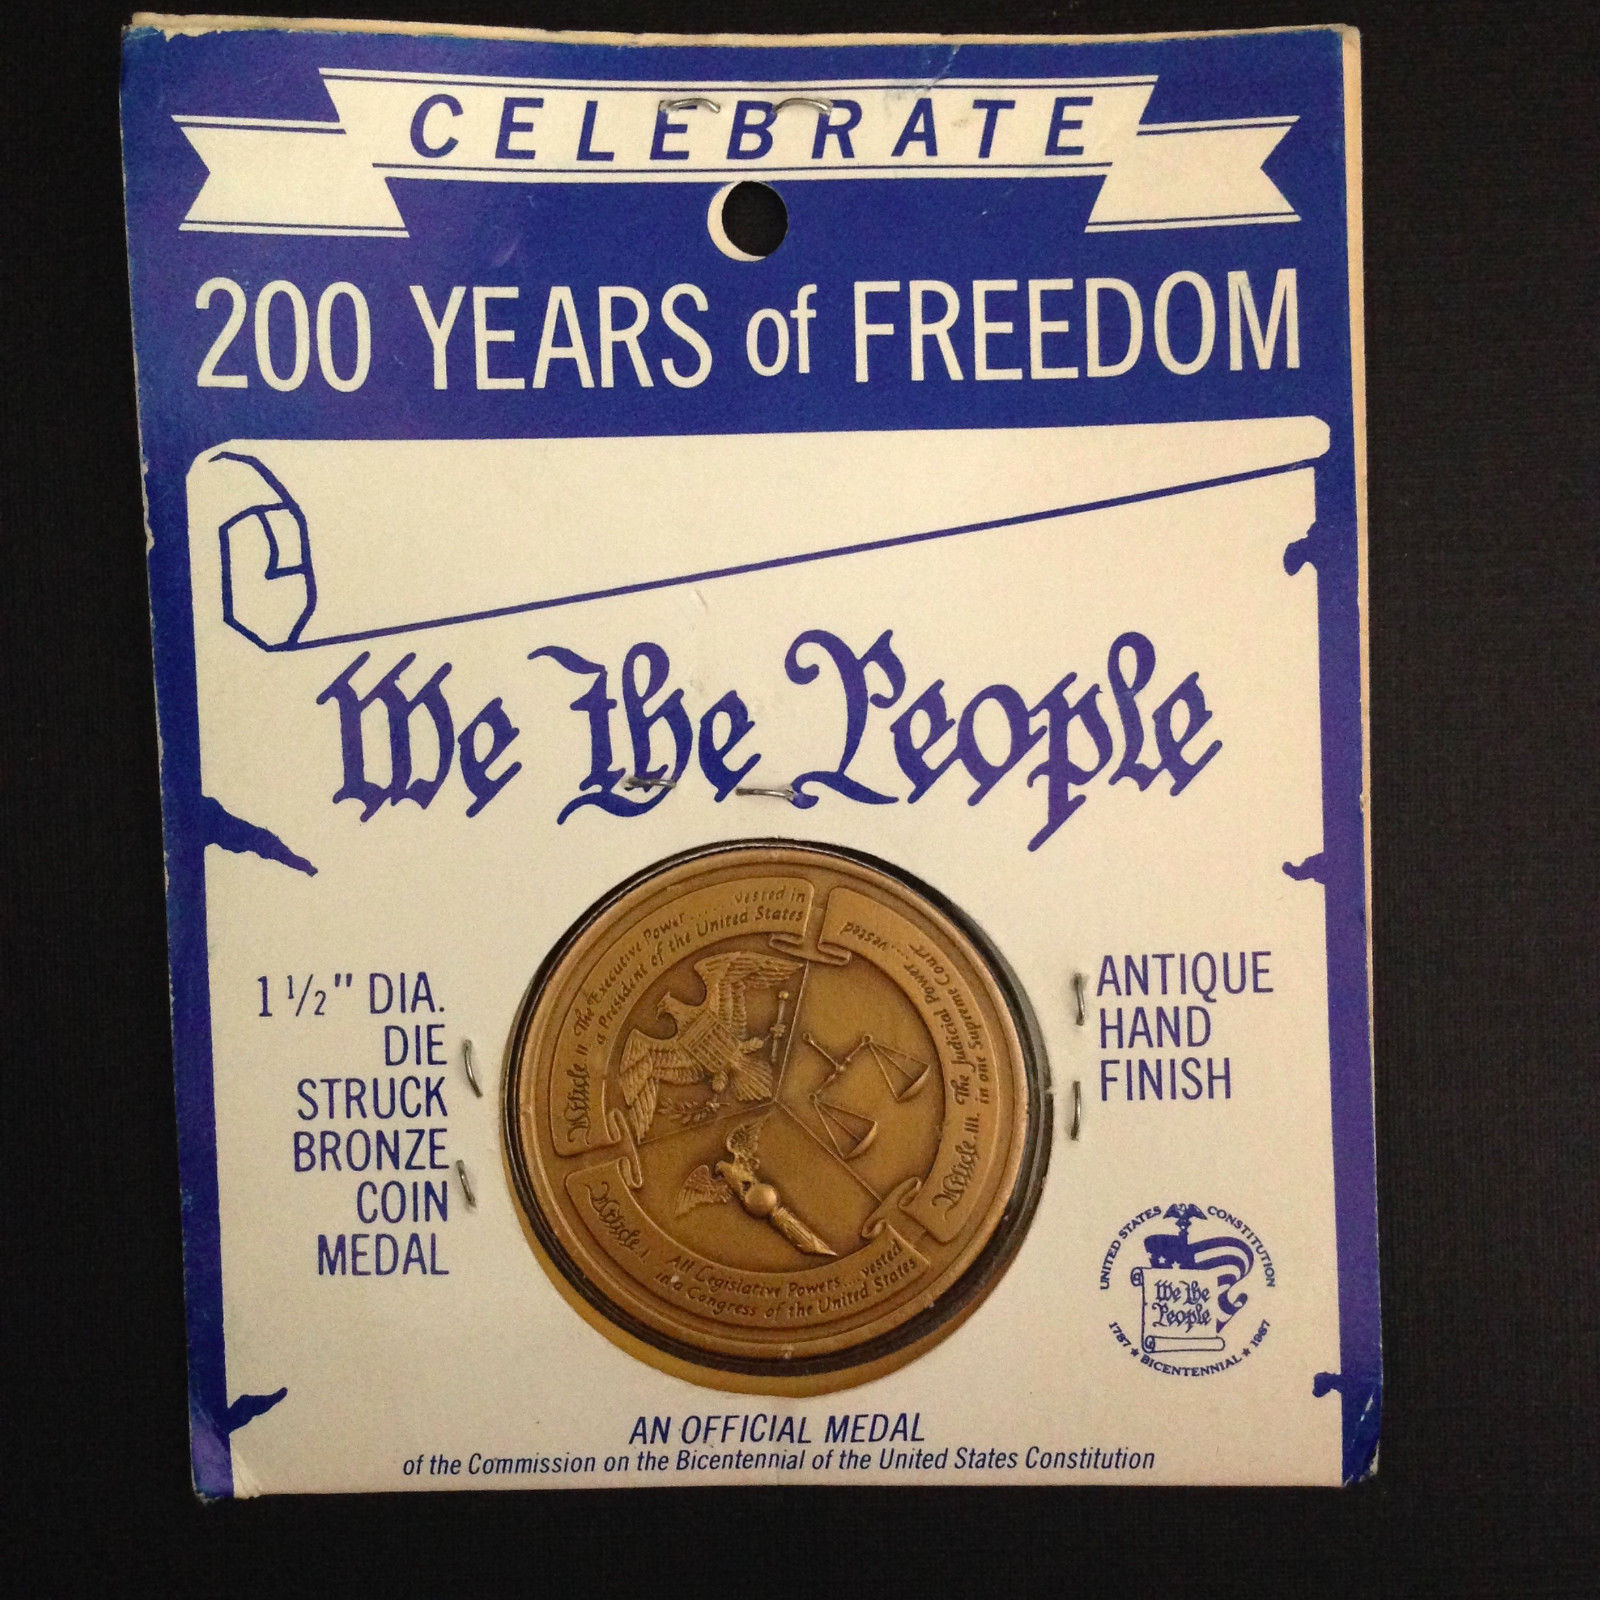 CELEBRATE
200 YEARS of FREEDOM
We the People
1 1/2" DIA.
DIE
STRUCK
BRONZE
COIN
MEDAL
ANTIQUE
HAND
FINISH
Article II The Executive Power ...... vested in
a President of the United States
Article III. The Judicial Power .... vested
in one Supreme Court
Article I. All Legislative Powers .... vested
in a Congress of the United States
UNITED STATES CONSTITUTION
We the
People
1787 ★ BICENTENNIAL ★ 1987
AN OFFICIAL MEDAL
of the Commission on the Bicentennial of the United States Constitution